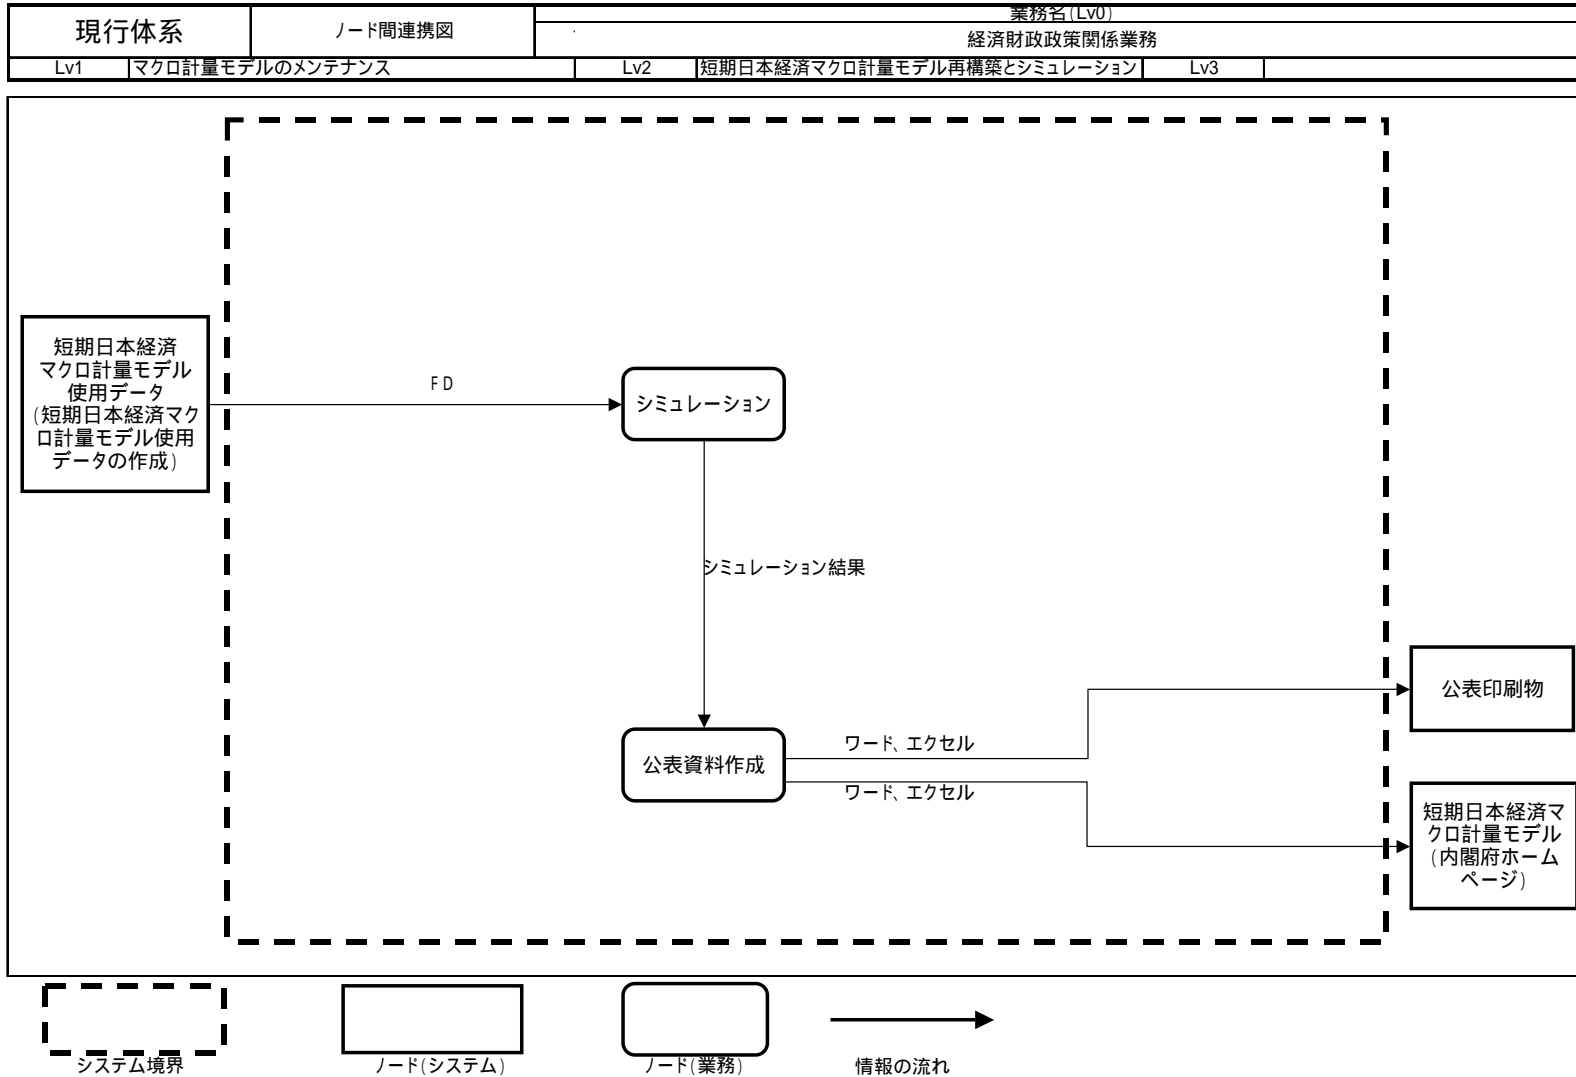 現行体系
ノード間連携図
業務名(Lv0)
経済財政政策関係業務
Lv1
マクロ計量モデルのメンテナンス
Lv2
短期日本経済マクロ計量モデル再構築とシミュレーション
Lv3
短期日本経済
マクロ計量モデル
使用データ
(短期日本経済マク
ロ計量モデル使用
データの作成)
FD
シミュレーション
シミュレーション結果
公表資料作成
ワード、エクセル
ワード、エクセル
公表印刷物
短期日本経済マ
クロ計量モデル
(内閣府ホーム
ページ)
システム境界
ノード(システム)
ノード(業務)
情報の流れ